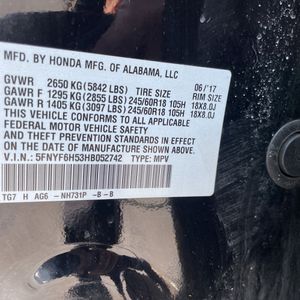 MFD. BY HONDA MFG. OF ALABAMA, LLC
06/17
GVWR 2650 KG (5842 LBS) TIRE SIZE RIM SIZE
GAWR F 1295 KG (2855 LBS) 245/60R18 105H 18X8.0J
GAWR R 1405 KG (3097 LBS) 245/60R18 105H 18X8.0J
THIS VEHICLE CONFORMS TO ALL APPLICABLE
FEDERAL MOTOR VEHICLE SAFETY
STANDARDS IN EFFECT ON THE DATE OF
MANUFACTURE SHOWN ABOVE.
V.I.N.: 5FNYF6H53HB052742 TYPE: MPV
TG7 H AG6 -NH731P -B-B